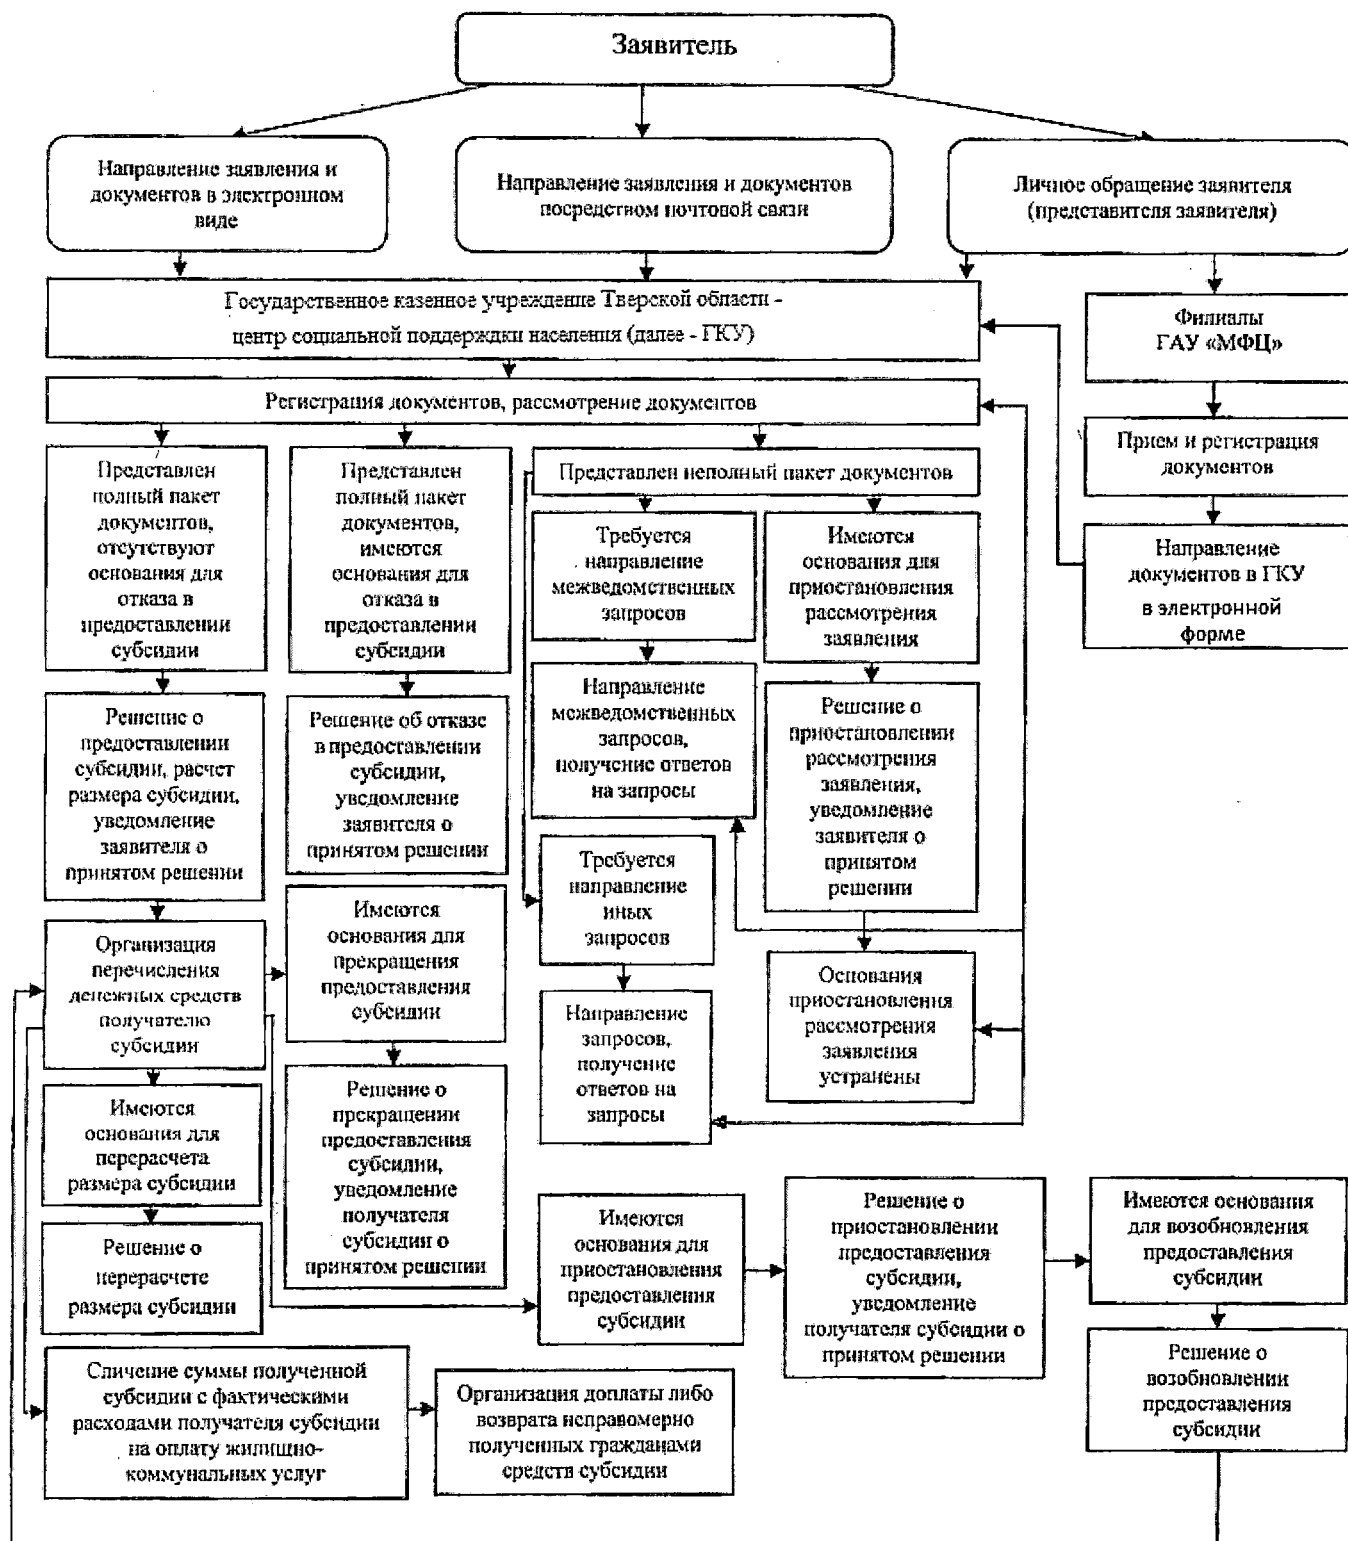 Заявитель
Направление заявления и
документов в электронном
виде
Направление заявления и документов
посредством почтовой связи
Личное обращение заявителя
(представителя заявителя)
Государственное казенное учреждение Тверской области -
центр социальной поддержки населения (далее - ГКУ)
Филиалы
ГАУ «МФЦ»
Регистрация документов, рассмотрение документов
Прием и регистрация
документов
Направление
документов в ГКУ
в электронной
форме
Представлен
полный пакет
документов,
отсутствуют
основания для
отказа в
предоставлении
субсидии
Представлен
полный пакет
документов,
имеются
основания для
отказа в
предоставлении
субсидии
Представлен неполный пакет документов
Требуется
направление
межведомственных
запросов
Имеются
основания для
приостановления
рассмотрения
заявления
Решение о
предоставлении
субсидии, расчет
размера субсидии,
уведомление
заявителя о
принятом решении
Решение об отказе
в предоставлении
субсидии,
уведомление
заявителя о
принятом решении
Направление
межведомственных
запросов,
получение ответов
на запросы
Решение о
приостановлении
рассмотрения
заявления,
уведомление
заявителя о
принятом
решении
Требуется
направление
иных
запросов
Организация
перечисления
денежных средств
получателю
субсидии
Имеются
основания для
прекращения
предоставления
субсидии
Направление
запросов,
получение
ответов на
запросы
Основания
приостановления
рассмотрения
заявления
устранены
Имеются
основания для
перерасчета
размера субсидии
Решение о
прекращении
предоставления
субсидии,
уведомление
получателя
субсидии о
принятом решении
Решение о
перерасчете
размера субсидии
Имеются
основания для
приостановления
предоставления
субсидии
Решение о
приостановлении
предоставления
субсидии,
уведомление
получателя субсидии о
принятом решении
Имеются основания
для возобновления
предоставления
субсидии
Решение о
возобновлении
предоставления
субсидии
Сличение суммы полученной
субсидии с фактическими
расходами получателя субсидии
на оплату жилищно-
коммунальных услуг
Организация доплаты либо
возврата неправомерно
полученных гражданами
средств субсидии